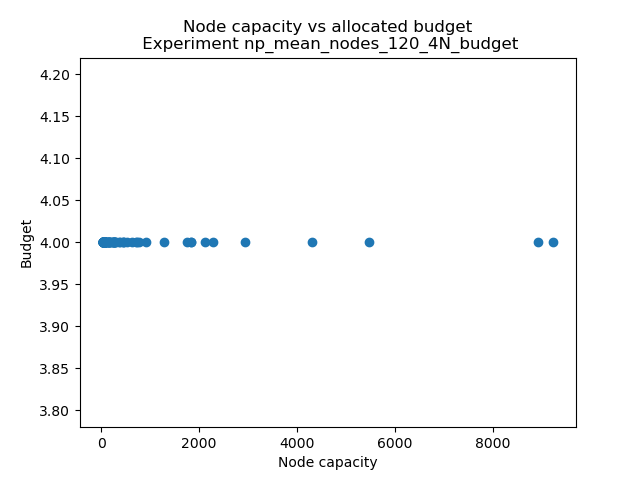 Node capacity vs allocated budget
Experiment np_mean_nodes_120_4N_budget
4.20
4.15
4.10
4.05
4.00
3.95
3.90
3.85
3.80
Budget
0 2000 4000 6000 8000
Node capacity